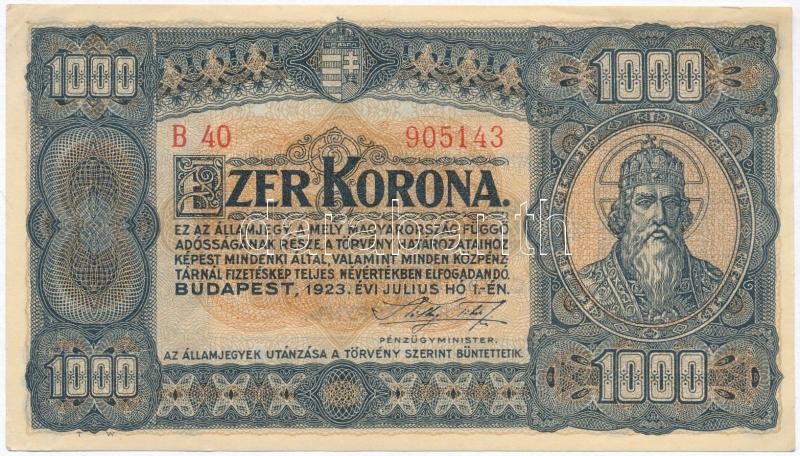 1000 1000
B 40 905143
EZER KORONA.
EZ AZ ÁLLAMJEGY, A MELY MAGYARORSZÁG FÜGGŐ
ADÓSSÁGÁNAK RÉSZE, A TÖRVÉNY HATÁROZATAIHOZ
KÉPEST MINDENKI ÁLTAL, VALAMINT MINDEN KÖZPÉNZ
TÁRNÁL FIZETÉSKÉP TELJES NÉVÉRTÉKBEN ELFOGADANDÓ.
BUDAPEST, 1923. ÉVI JULIUS HÓ 1.-ÉN.
PÉNZÜGYMINISTER.
AZ ÁLLAMJEGYEK UTÁNZÁSA A TÖRVÉNY SZERINT BÜNTETTETIK.
1000 1000
T W
darabanth